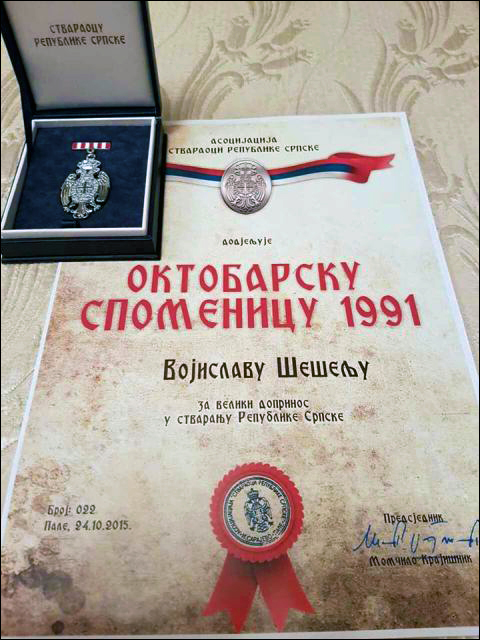 СТВАРАОЦУ
РЕПУБЛИКЕ СРПСКЕ
АСОЦИЈАЦИЈА
СТВАРАОЦИ РЕПУБЛИКЕ СРПСКЕ
ДОДЈЕЉУЈЕ
ОКТОБАРСКУ
СПОМЕНИЦУ 1991
Војиславу Шешељу
за велики допринос
у стварању Републике Српске
Број: 022
Пале, 24.10.2015.
Предсједник
Момчило Крајишник